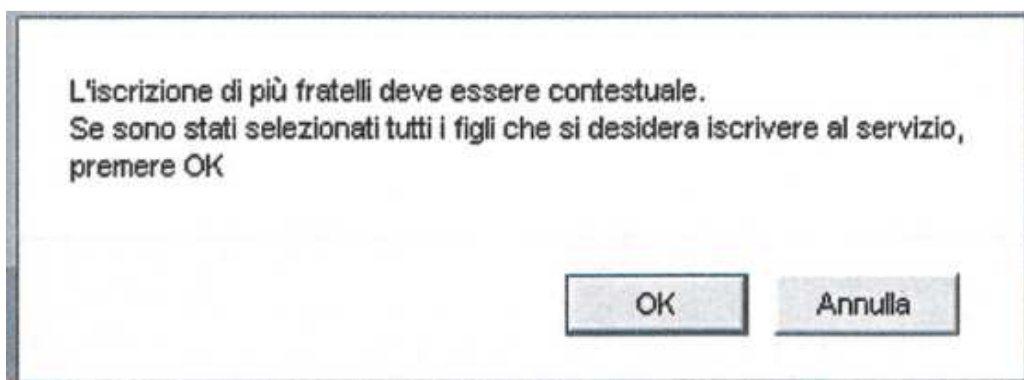 L'iscrizione di più fratelli deve essere contestuale.
Se sono stati selezionati tutti i figli che si desidera iscrivere al servizio,
premere OK
OK
Annulla